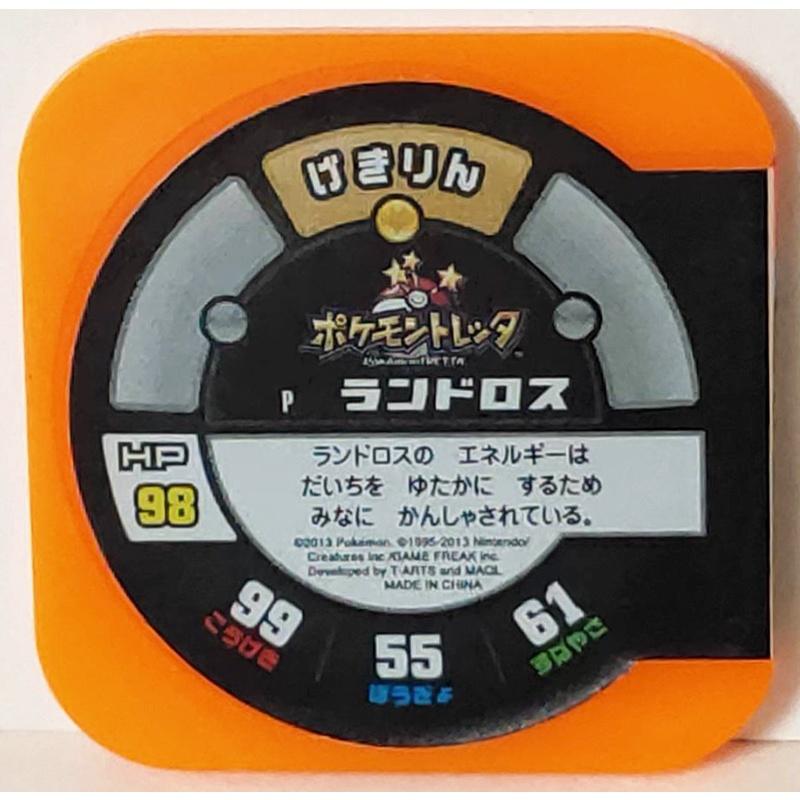 げきりん
ポケモントレッタ
P ランドロス
HP
98
ランドロスの エネルギーは
だいちを ゆたかに するため
みなに かんしゃされている。
©2013 Pokémon. ©1995-2013 Nintendo/
Creatures Inc./GAME FREAK inc.
Developed by T-ARTS and MAQL
MADE IN CHINA
99
こうげき
55
ぼうぎょ
61
すばやさ